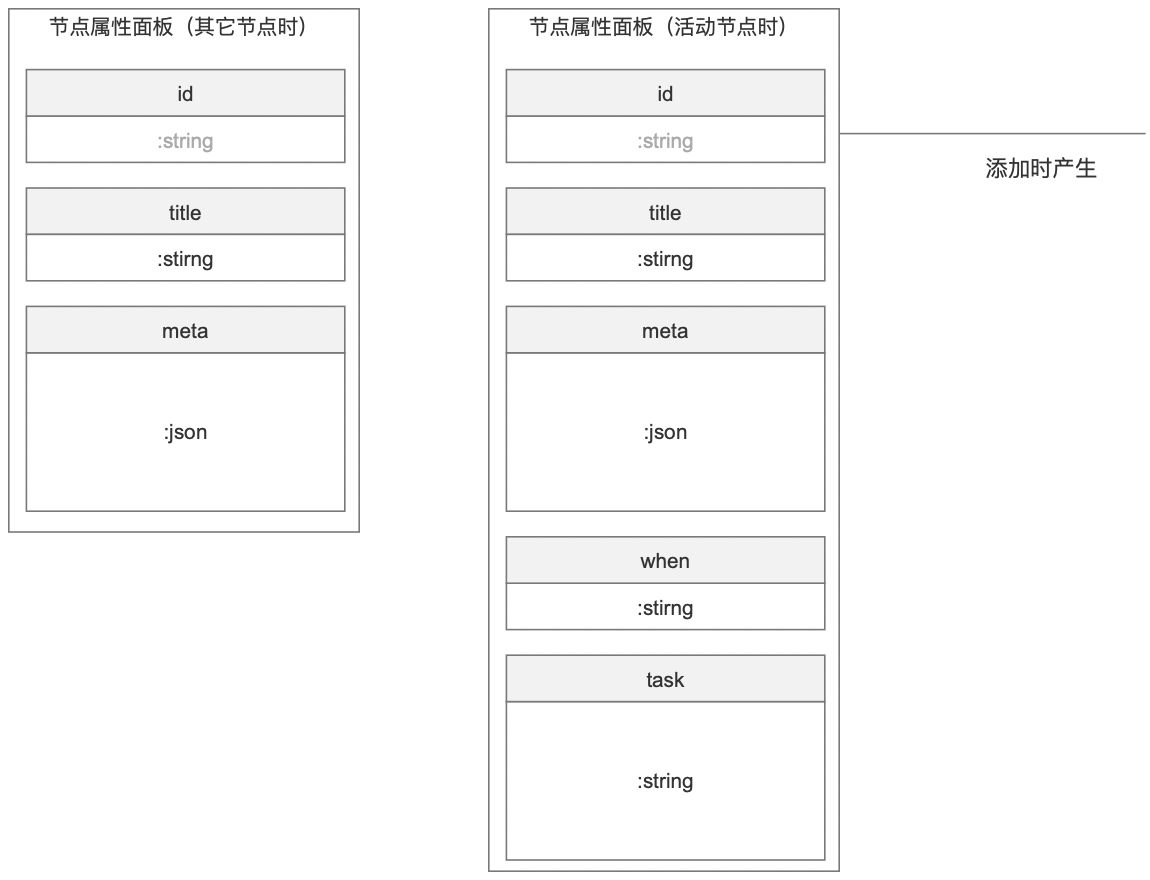 节点属性面板（其它节点时）
id
:string
title
:stirng
meta
:json
节点属性面板（活动节点时）
id
:string
title
:stirng
meta
:json
when
:stirng
task
:string
添加时产生